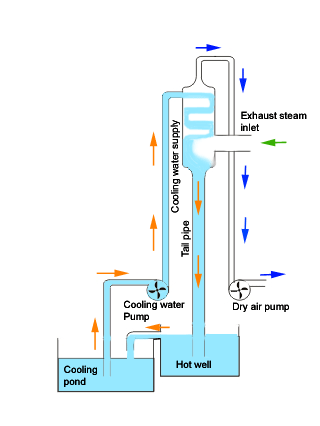 Exhaust steam
inlet
Cooling water supply
Tail pipe
Cooling water
Pump
Dry air pump
Hot well
Cooling
pond